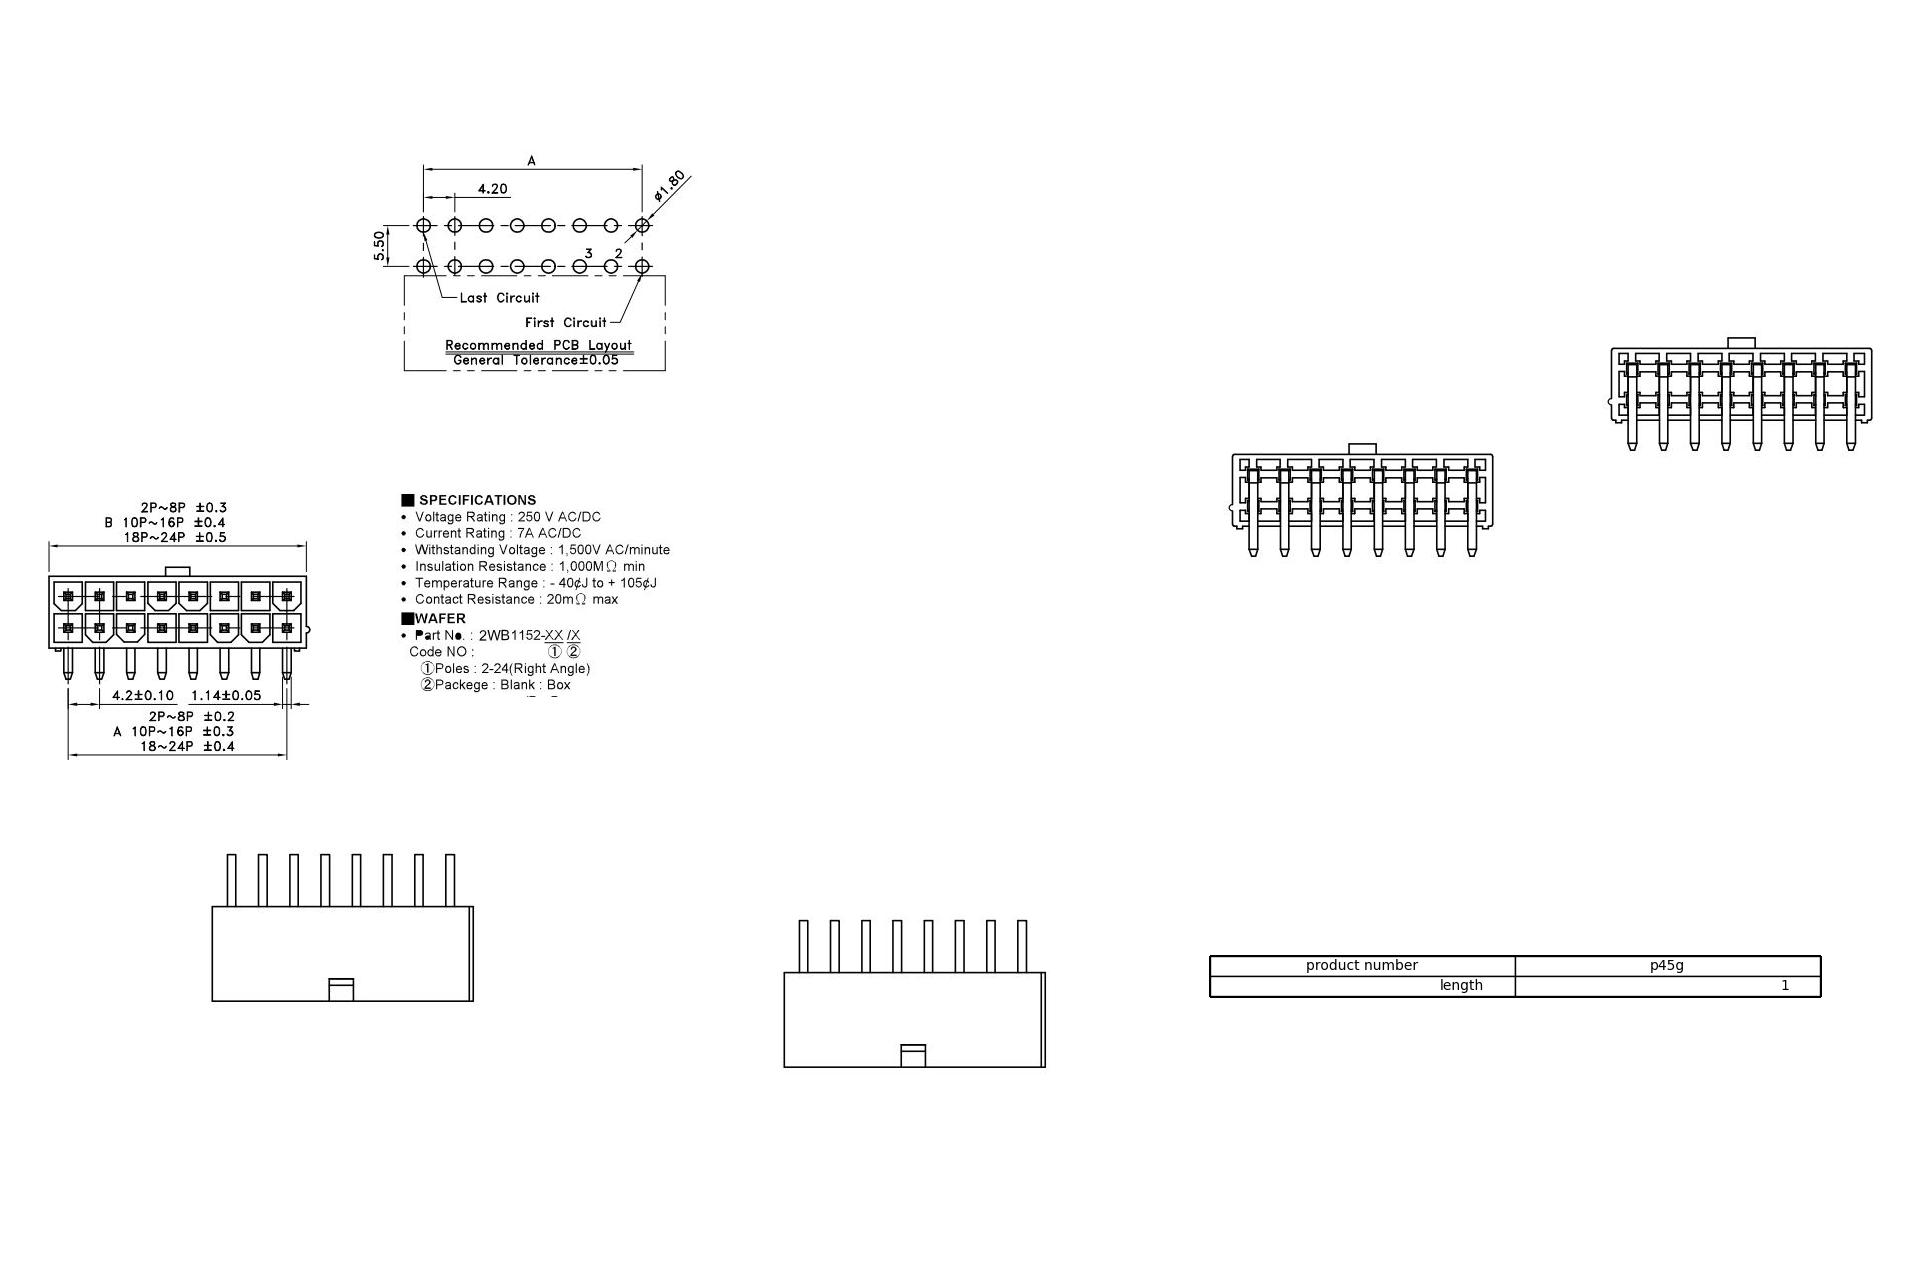 A
4.20
ø1.80
5.50
3 2
Last Circuit
First Circuit
Recommended PCB Layout
General Tolerance±0.05
2P~8P ±0.3
B 10P~16P ±0.4
18P~24P ±0.5
4.2±0.10 1.14±0.05
2P~8P ±0.2
A 10P~16P ±0.3
18~24P ±0.4
■ SPECIFICATIONS
• Voltage Rating : 250 V AC/DC
• Current Rating : 7A AC/DC
• Withstanding Voltage : 1,500V AC/minute
• Insulation Resistance : 1,000MΩ min
• Temperature Range : - 40¢J to + 105¢J
• Contact Resistance : 20mΩ max
■WAFER
• Part No. : 2WB1152-XX /X
Code NO : ① ②
①Poles : 2-24(Right Angle)
②Packege : Blank : Box
product number p45g
length 1